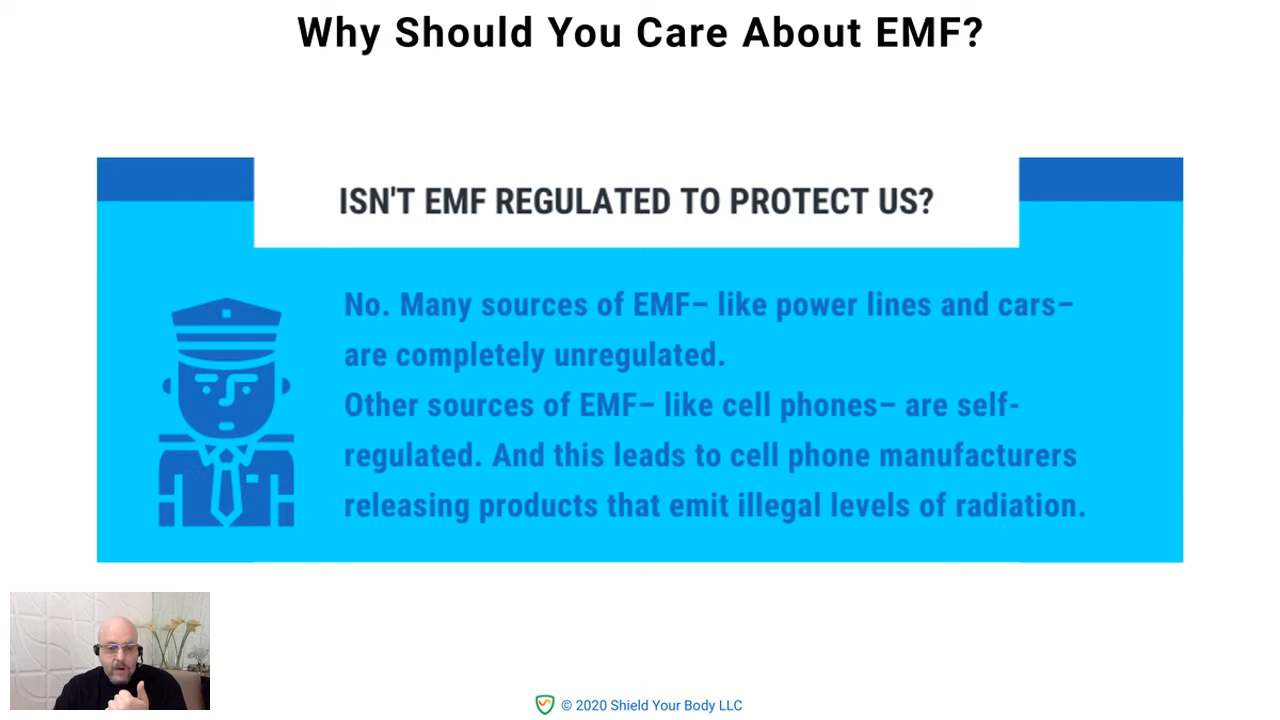 Why Should You Care About EMF?
ISN'T EMF REGULATED TO PROTECT US?
No. Many sources of EMF– like power lines and cars–
are completely unregulated.
Other sources of EMF– like cell phones– are self-
regulated. And this leads to cell phone manufacturers
releasing products that emit illegal levels of radiation.
© 2020 Shield Your Body LLC